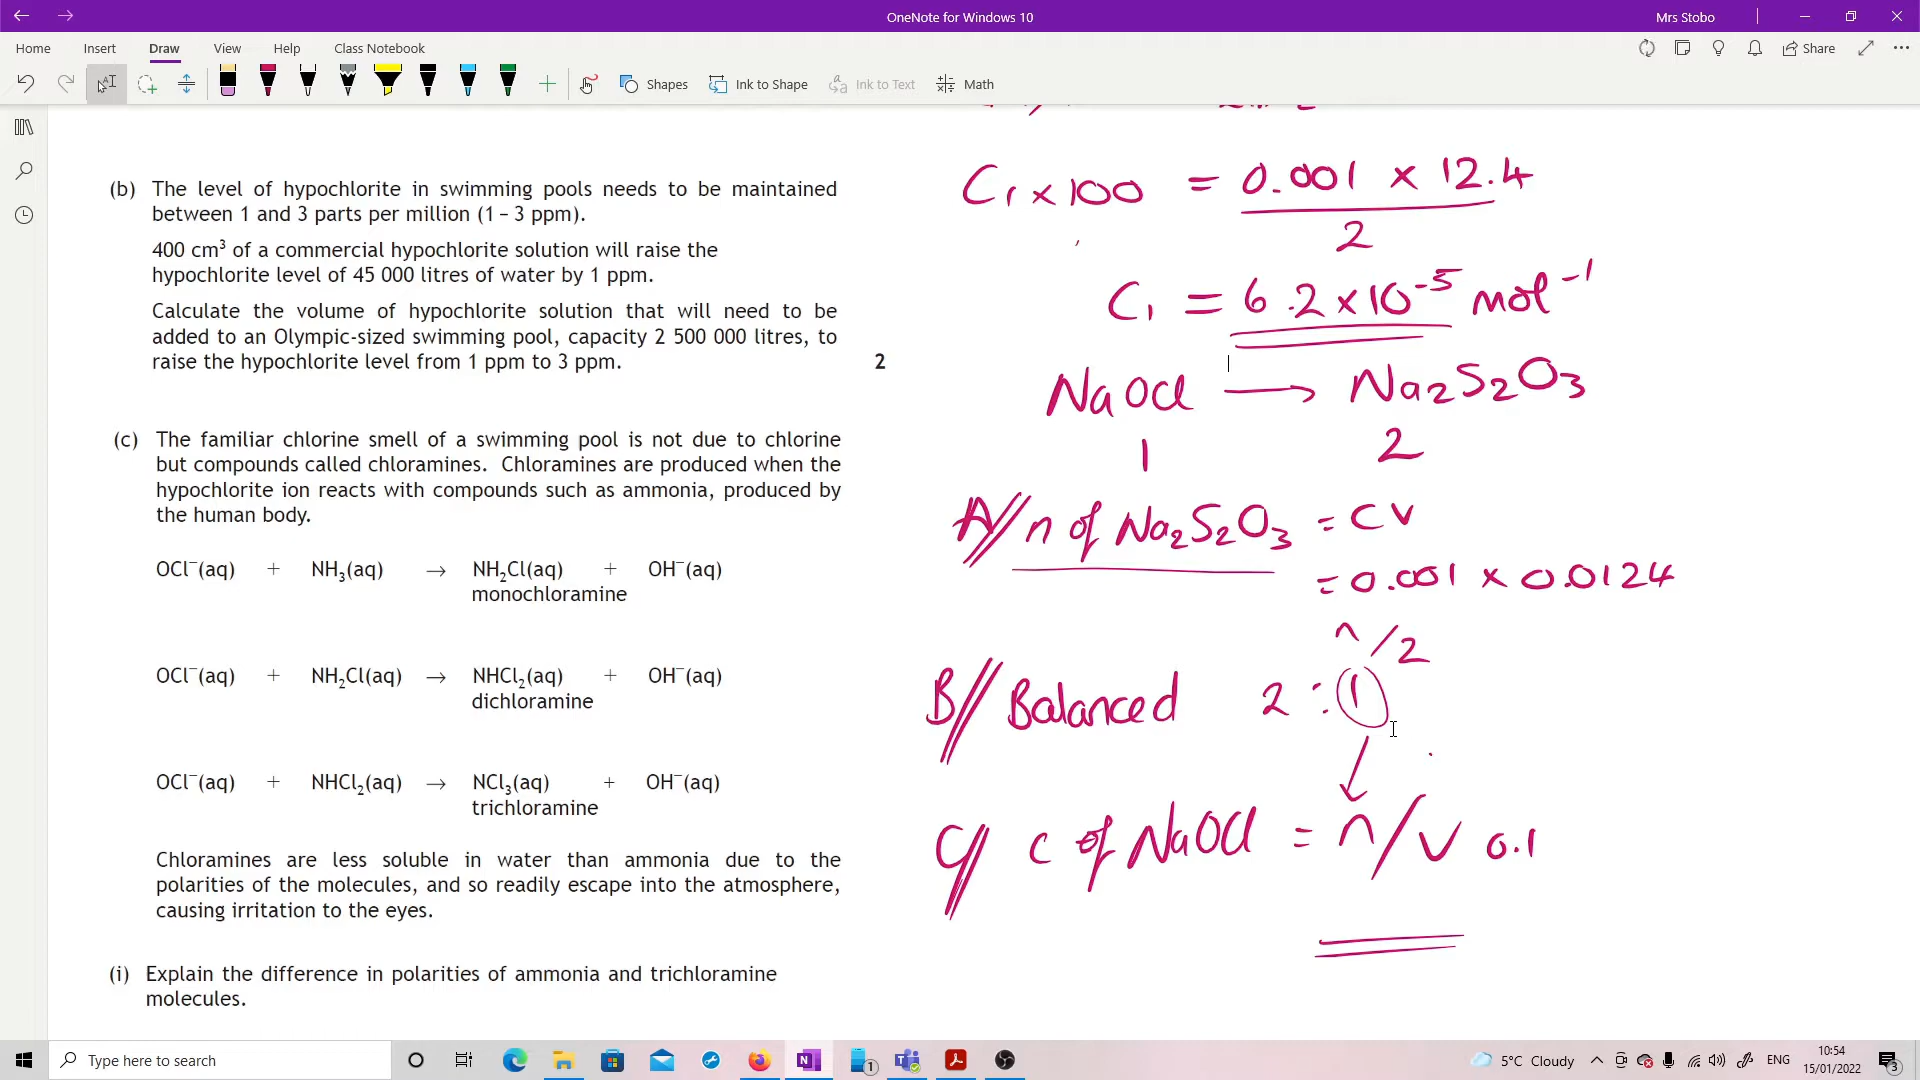 OneNote for Windows 10
Mrs Stobo
Home Insert Draw View Help Class Notebook
Share
Shapes Ink to Shape Ink to Text Math
(b) The level of hypochlorite in swimming pools needs to be maintained
between 1 and 3 parts per million (1 – 3 ppm).
400 cm³ of a commercial hypochlorite solution will raise the
hypochlorite level of 45 000 litres of water by 1 ppm.
Calculate the volume of hypochlorite solution that will need to be
added to an Olympic-sized swimming pool, capacity 2 500 000 litres, to
raise the hypochlorite level from 1 ppm to 3 ppm.
2
(c) The familiar chlorine smell of a swimming pool is not due to chlorine
but compounds called chloramines. Chloramines are produced when the
hypochlorite ion reacts with compounds such as ammonia, produced by
the human body.
OCl⁻(aq) + NH₃(aq) → NH₂Cl(aq) + OH⁻(aq)
monochloramine
OCl⁻(aq) + NH₂Cl(aq) → NHCl₂(aq) + OH⁻(aq)
dichloramine
OCl⁻(aq) + NHCl₂(aq) → NCl₃(aq) + OH⁻(aq)
trichloramine
Chloramines are less soluble in water than ammonia due to the
polarities of the molecules, and so readily escape into the atmosphere,
causing irritation to the eyes.
(i) Explain the difference in polarities of ammonia and trichloramine
molecules.
C₁ x 100 = 0.001 x 12.4
2
C₁ = 6.2 x 10⁻⁵ mol⁻¹
NaOCl → Na₂S₂O₃
1 2
A// n of Na₂S₂O₃ = CV
= 0.001 x 0.0124
n/2
B// Balanced 2 : 1
C// c of NaOCl = n/V 0.1
Type here to search
5°C Cloudy
ENG
10:54
15/01/2022
1
3